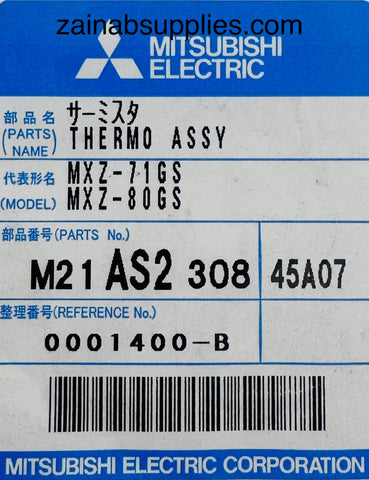 zainabsupplies.com
MITSUBISHI
ELECTRIC
部品名 サーミスタ
(PARTS NAME) THERMO ASSY
代表形名 MXZ-71GS
(MODEL) MXZ-80GS
部品番号(PARTS No.)
M21 AS2 308 45A07
整理番号(REFERENCE No.)
0001400-B
MITSUBISHI ELECTRIC CORPORATION